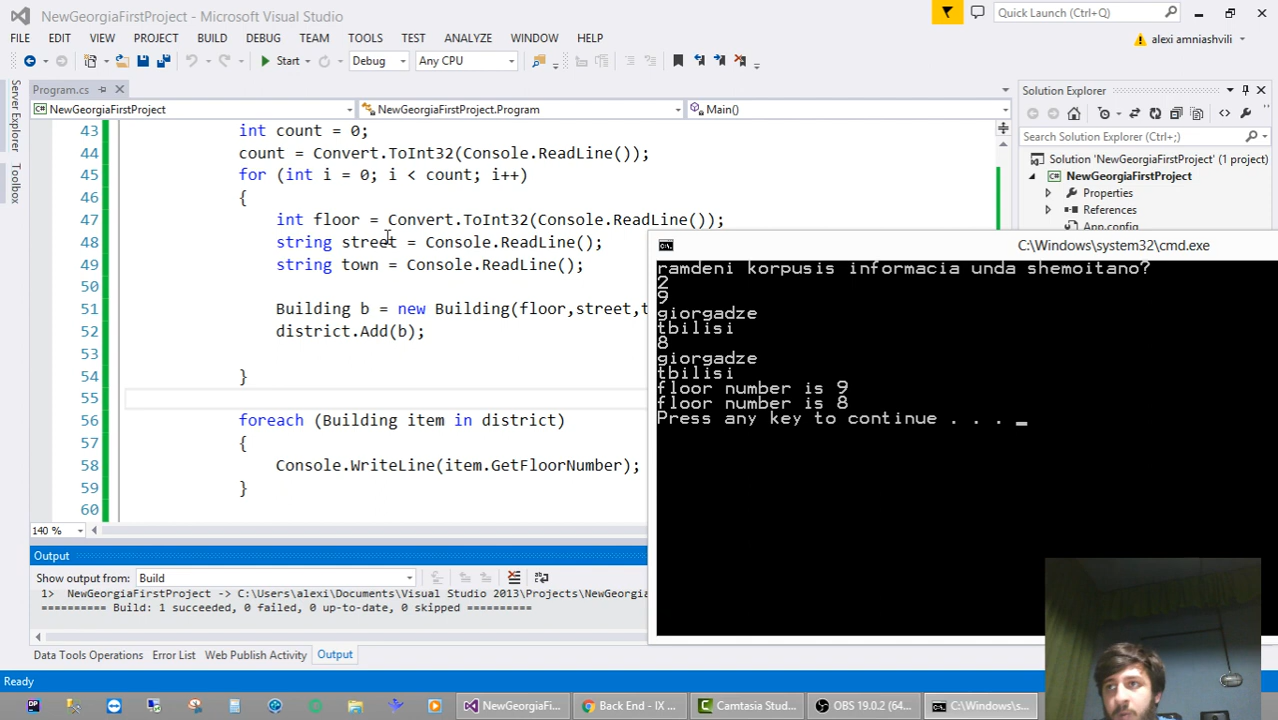 NewGeorgiaFirstProject - Microsoft Visual Studio
Quick Launch (Ctrl+Q)
FILE EDIT VIEW PROJECT BUILD DEBUG TEAM TOOLS TEST ANALYZE WINDOW HELP
alexi amniashvili
Start Debug Any CPU
Server Explorer
Toolbox
Program.cs
NewGeorgiaFirstProject NewGeorgiaFirstProject.Program Main()
43 int count = 0;
44 count = Convert.ToInt32(Console.ReadLine());
45 for (int i = 0; i < count; i++)
46 {
47 int floor = Convert.ToInt32(Console.ReadLine());
48 string street = Console.ReadLine();
49 string town = Console.ReadLine();
50
51 Building b = new Building(floor,street,t
52 district.Add(b);
53
54 }
55
56 foreach (Building item in district)
57 {
58 Console.WriteLine(item.GetFloorNumber);
59 }
60
140 %
Solution Explorer
Search Solution Explorer (Ctrl+;)
Solution 'NewGeorgiaFirstProject' (1 project)
NewGeorgiaFirstProject
Properties
References
App.config
C:\Windows\system32\cmd.exe
ramdeni korpusis informacia unda shemoitano?
2
9
giorgadze
tbilisi
8
giorgadze
tbilisi
floor number is 9
floor number is 8
Press any key to continue . . . _
Output
Show output from: Build
1> NewGeorgiaFirstProject -> C:\Users\alexi\Documents\Visual Studio 2013\Projects\NewGeorgia
========== Build: 1 succeeded, 0 failed, 0 up-to-date, 0 skipped ==========
Data Tools Operations Error List Web Publish Activity Output
Ready
NewGeorgiaFi... Back End - IX ... Camtasia Stud... OBS 19.0.2 (64... C:\Windows\s...